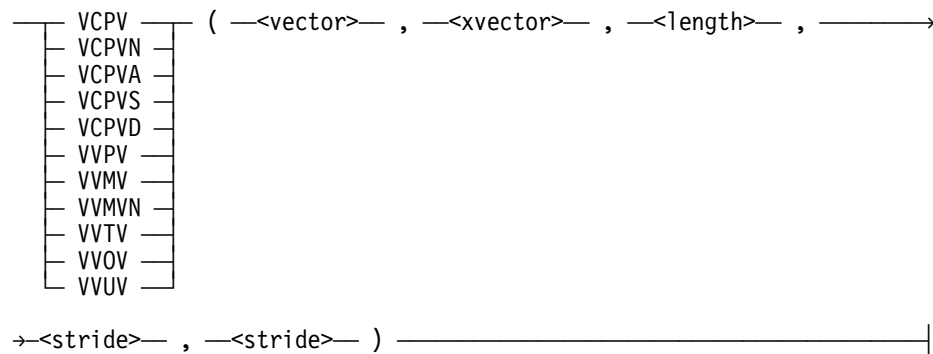 VCPV ( <vector> , <xvector> , <length> ,
VCPVN
VCPVA
VCPVS
VCPVD
VVPV
VVMV
VVMVN
VVTV
VVOV
VVUV
→<stride> , <stride> )